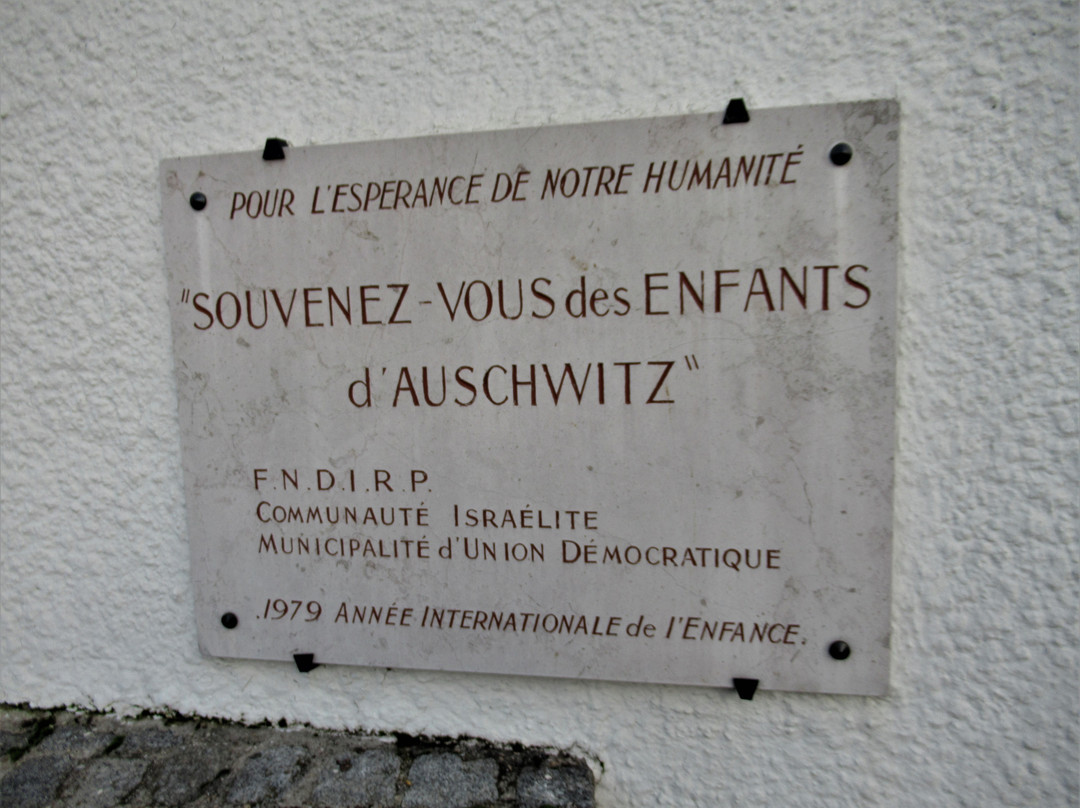 POUR L'ESPERANCE DE NOTRE HUMANITÉ
"SOUVENEZ-VOUS des ENFANTS
d'AUSCHWITZ"
F.N.D.I.R.P.
COMMUNAUTÉ ISRAÉLITE
MUNICIPALITÉ d'UNION DÉMOCRATIQUE
.1979 ANNÉE INTERNATIONALE de l'ENFANCE.